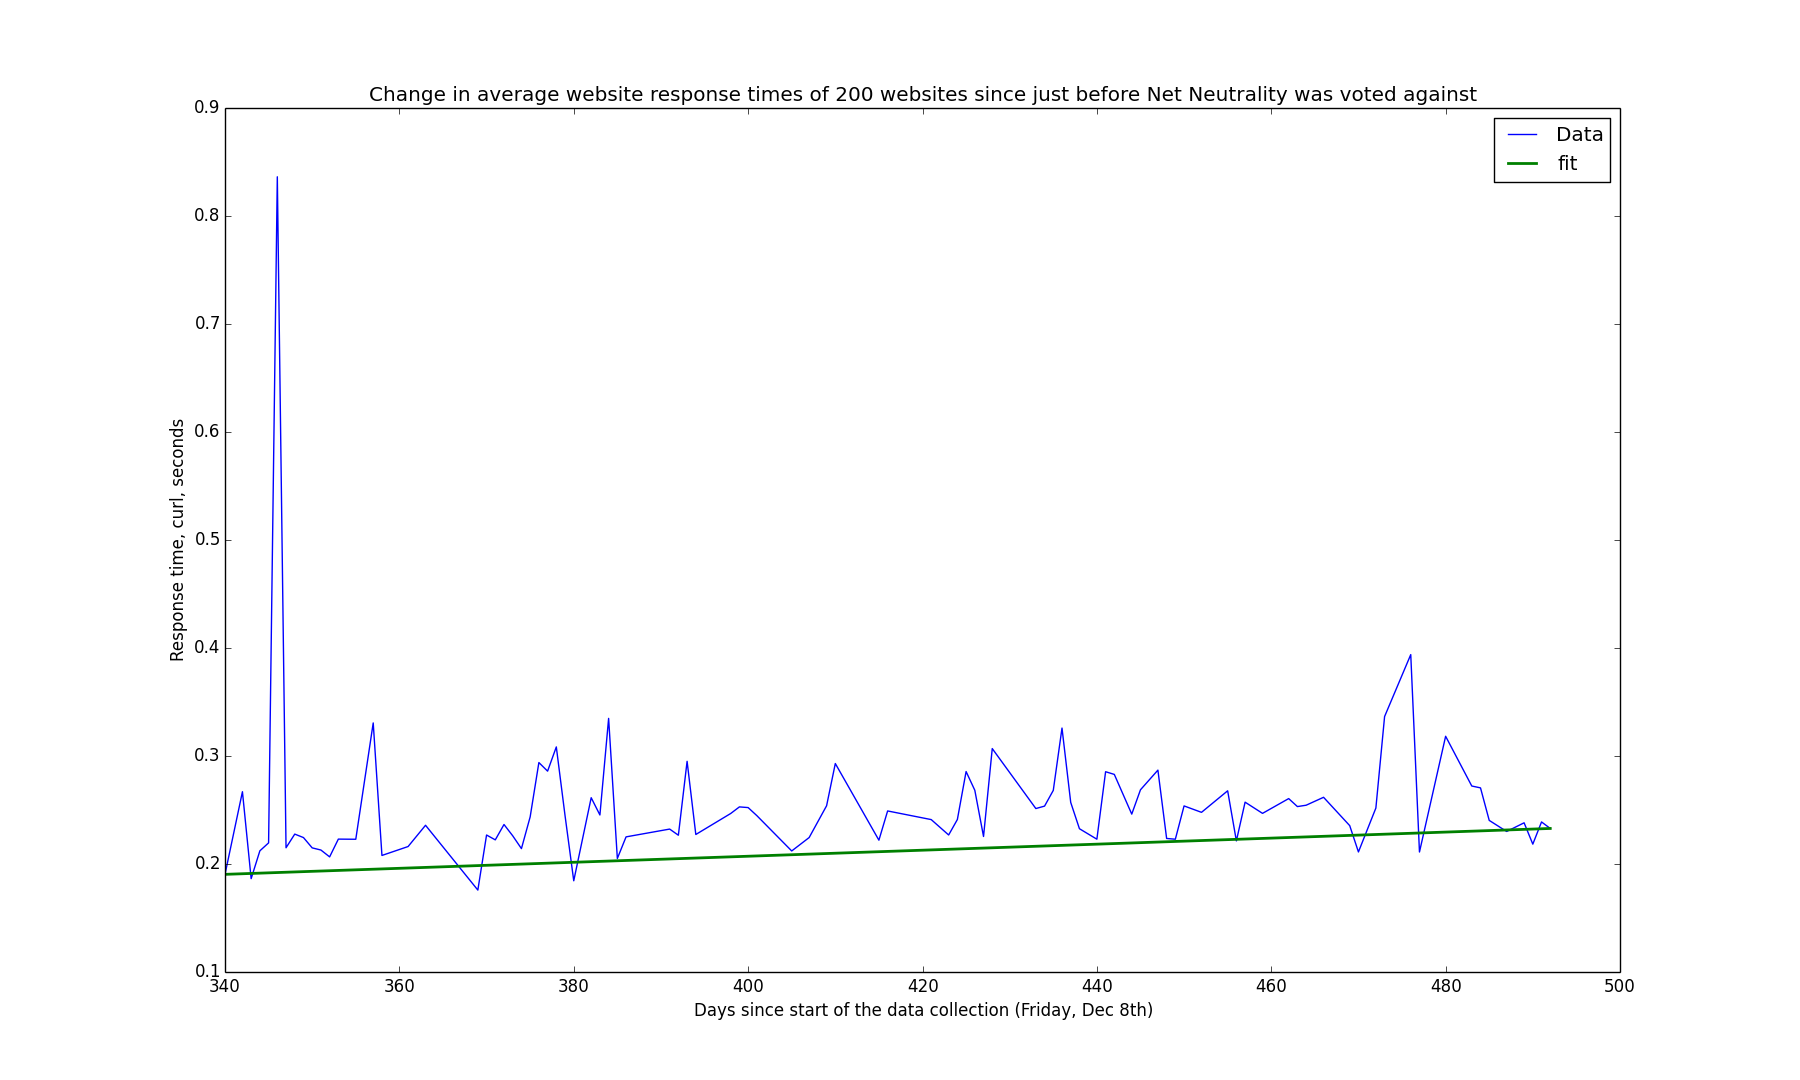 Change in average website response times of 200 websites since just before Net Neutrality was voted against
0.9
0.8
0.7
0.6
0.5
0.4
0.3
0.2
0.1
Response time, curl, seconds
Data
fit
340 360 380 400 420 440 460 480 500
Days since start of the data collection (Friday, Dec 8th)